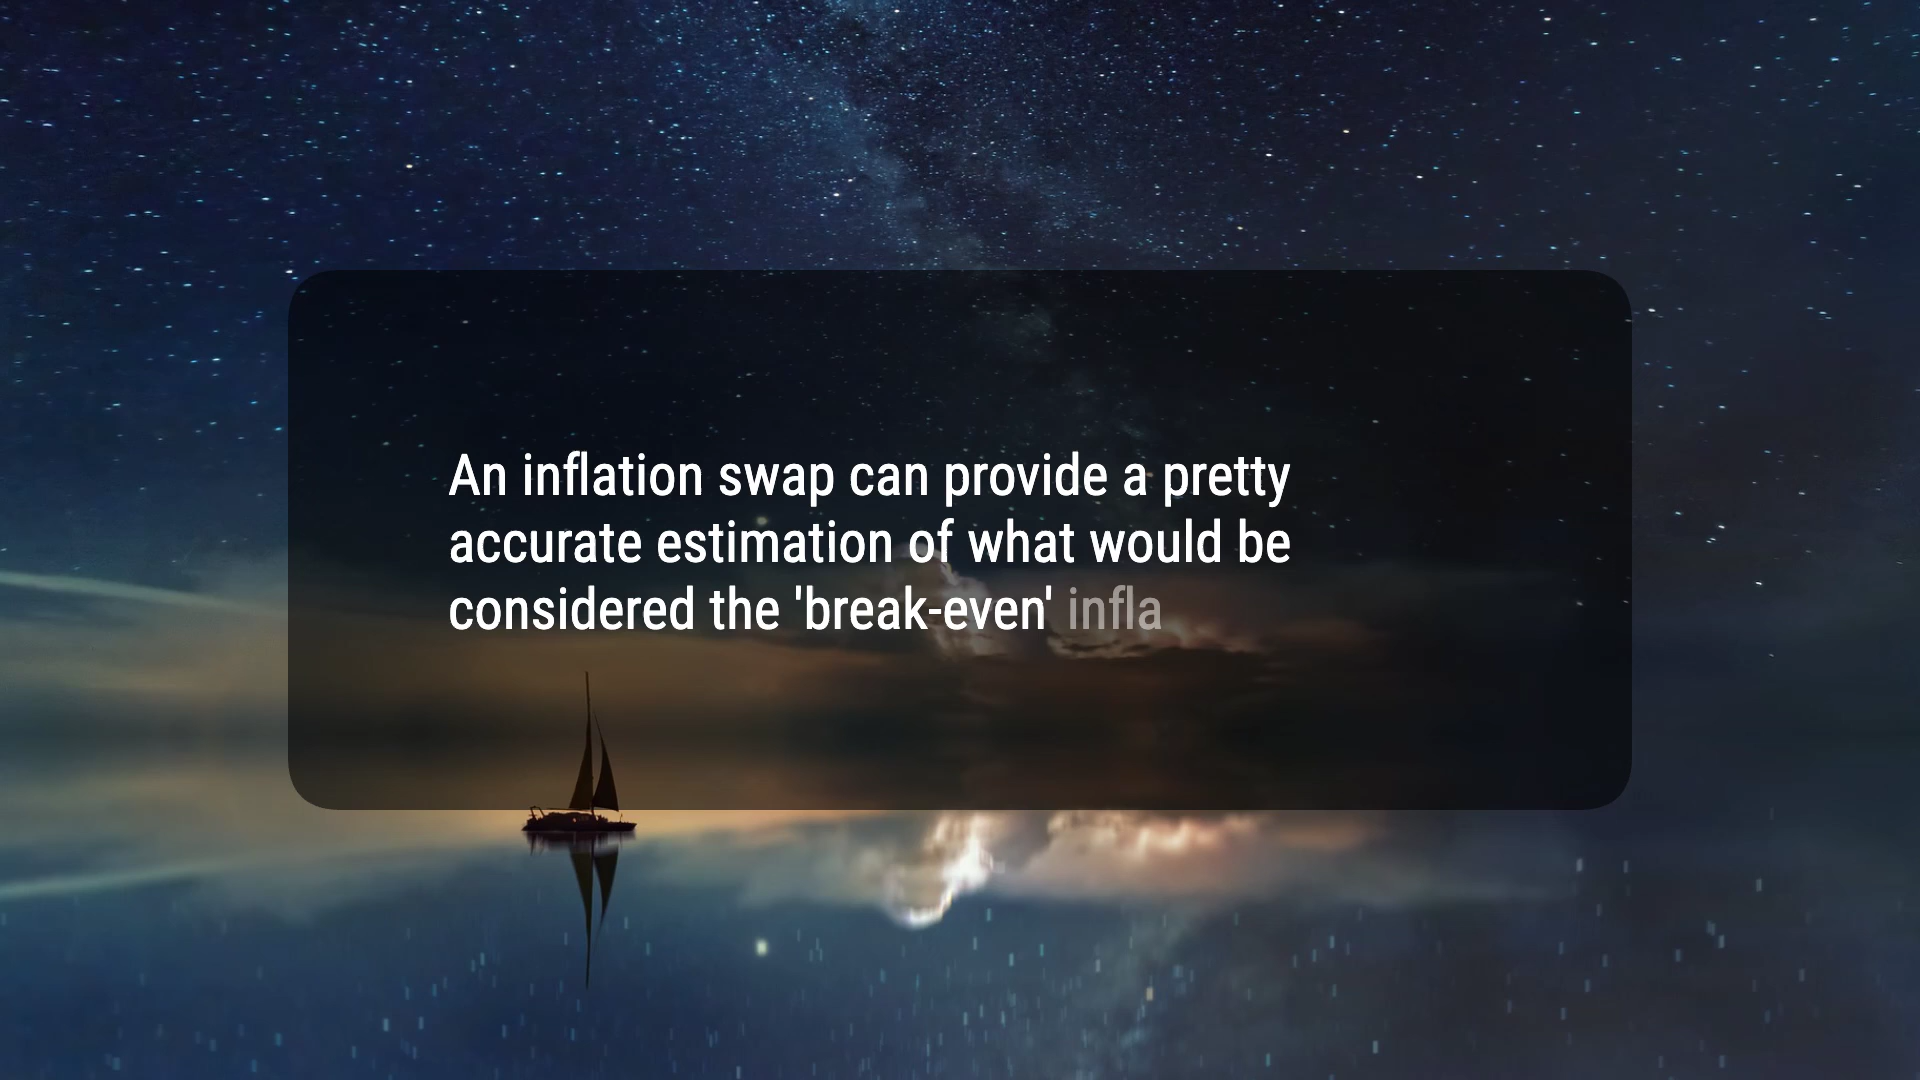 An inflation swap can provide a pretty
accurate estimation of what would be
considered the 'break-even' infla